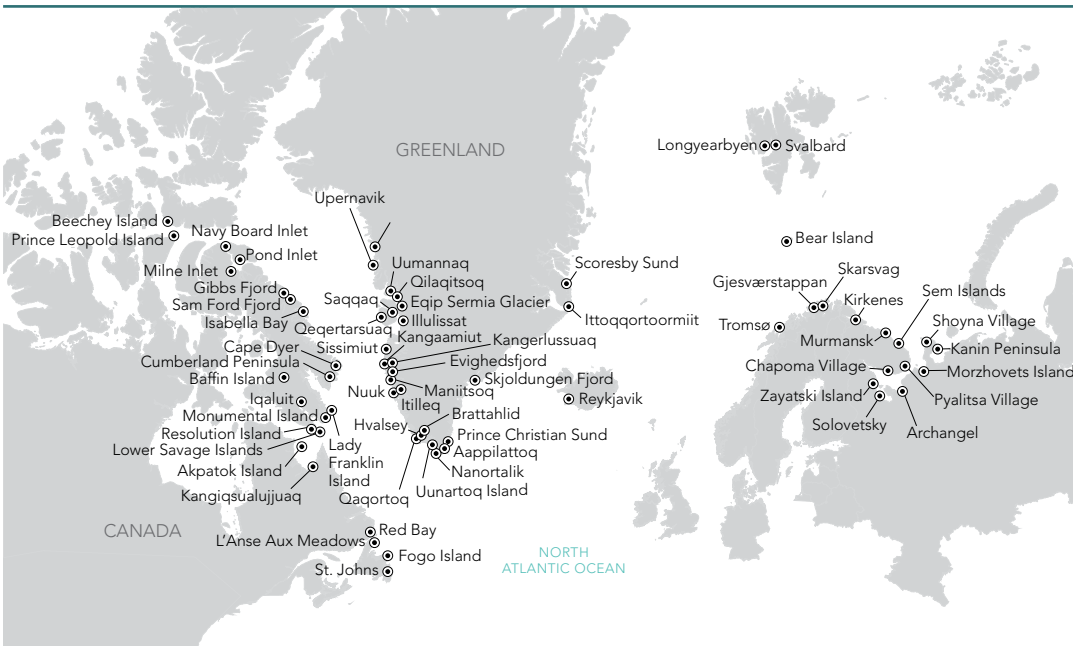 GREENLAND
Longyearbyen
Svalbard
Upernavik
Beechey Island
Prince Leopold Island
Navy Board Inlet
Pond Inlet
Milne Inlet
Gibbs Fjord
Sam Ford Fjord
Isabella Bay
Bear Island
Uumannaq
Qilaqitsoq
Saqqaq
Eqip Sermia Glacier
Qeqertarsuaq
Illulissat
Scoresby Sund
Ittoqqortoormiit
Skarsvag
Gjesværstappan
Kirkenes
Sem Islands
Tromsø
Murmansk
Shoyna Village
Kanin Peninsula
Chapoma Village
Morzhovets Island
Zayatski Island
Pyalitsa Village
Solovetsky
Archangel
Cape Dyer
Sissimiut
Kangaamiut
Kangerlussuaq
Cumberland Peninsula
Evighedsfjord
Baffin Island
Skjoldungen Fjord
Nuuk
Maniitsoq
Itilleq
Reykjavik
Iqaluit
Monumental Island
Hvalsey
Brattahlid
Resolution Island
Prince Christian Sund
Lower Savage Islands
Lady
Franklin
Island
Aappilattoq
Akpatok Island
Nanortalik
Kangiqsualujjuaq
Qaqortoq
Uunartoq Island
CANADA
Red Bay
L'Anse Aux Meadows
Fogo Island
St. Johns
NORTH
ATLANTIC OCEAN